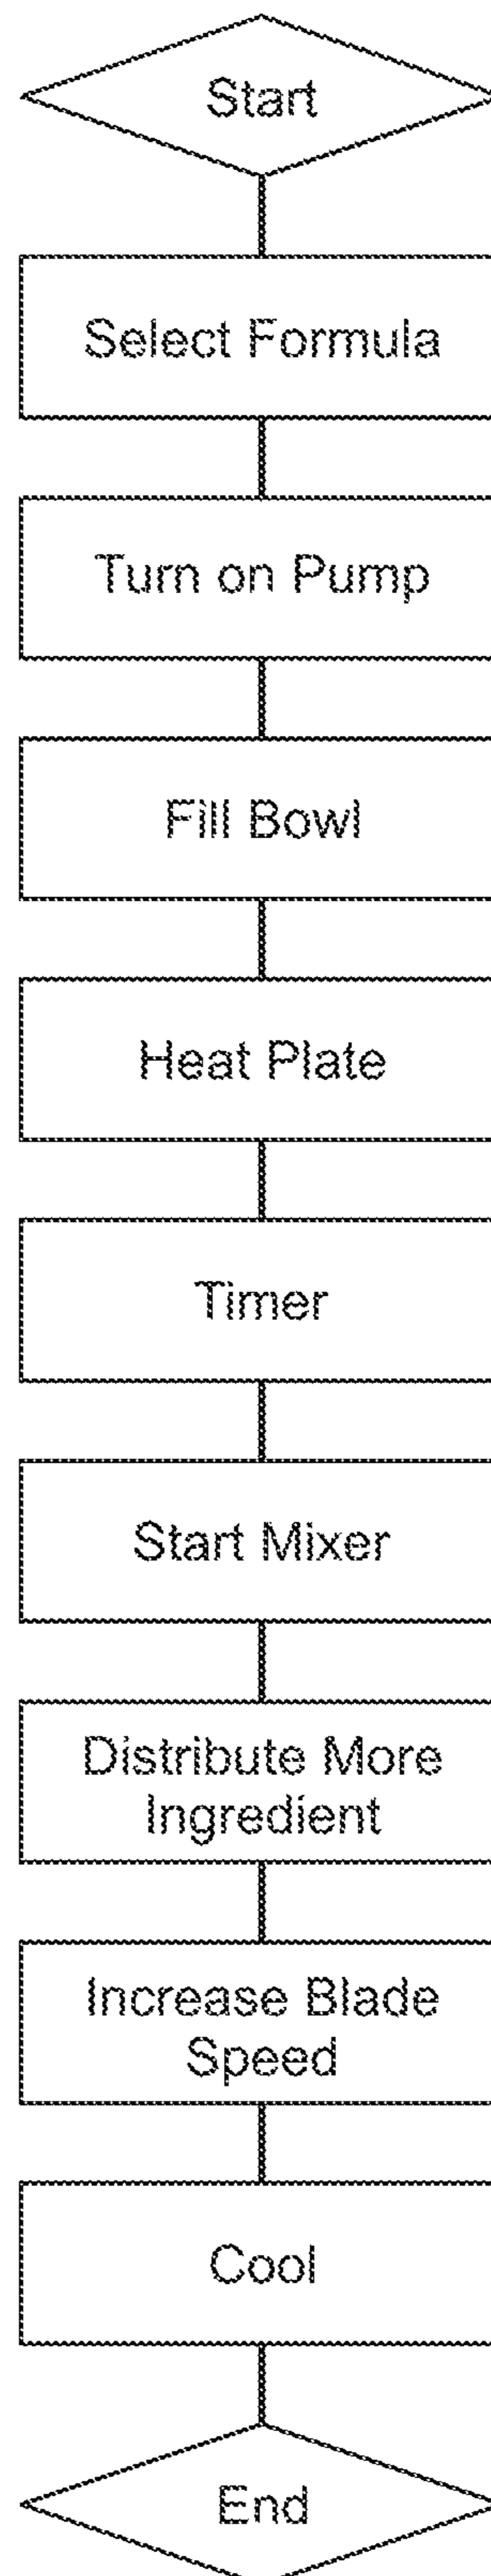 Start
Select Formula
Turn on Pump
Fill Bowl
Heat Plate
Timer
Start Mixer
Distribute More
Ingredient
Increase Blade
Speed
Cool
End